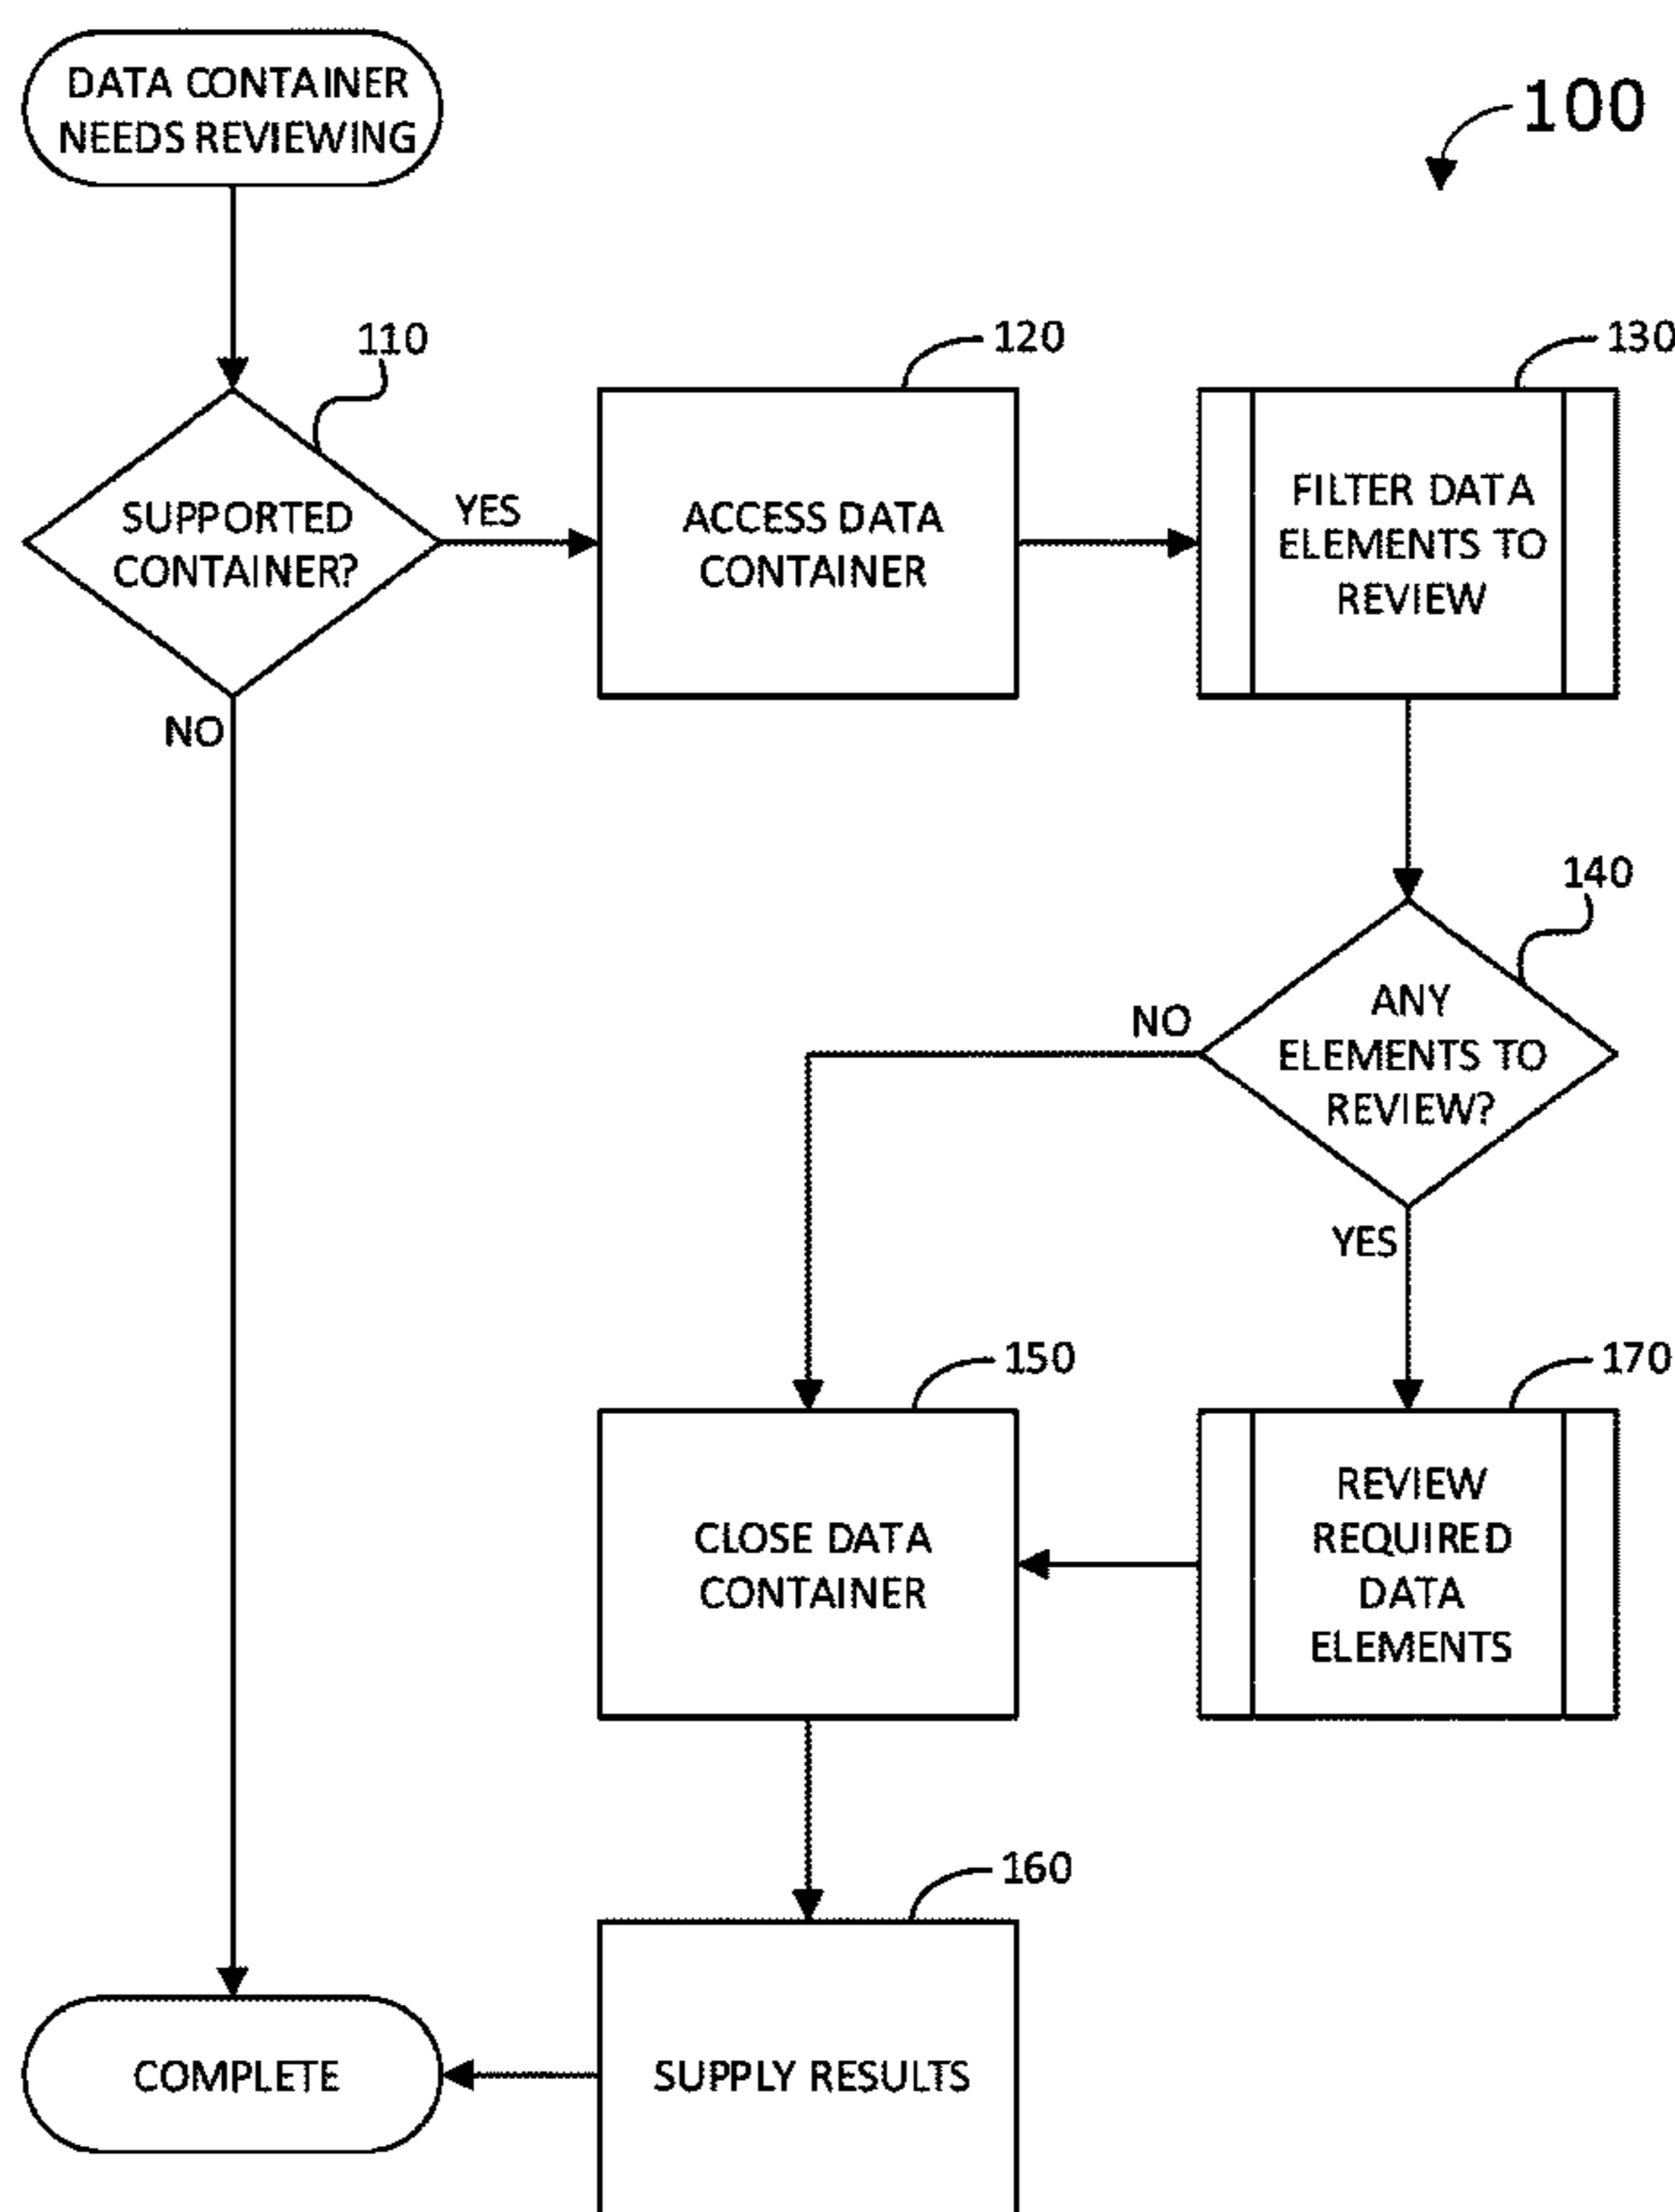 DATA CONTAINER
NEEDS REVIEWING
100
110
SUPPORTED
CONTAINER?
YES
NO
120
ACCESS DATA
CONTAINER
130
FILTER DATA
ELEMENTS TO
REVIEW
140
ANY
ELEMENTS TO
REVIEW?
NO
YES
150
CLOSE DATA
CONTAINER
170
REVIEW
REQUIRED
DATA
ELEMENTS
160
SUPPLY RESULTS
COMPLETE